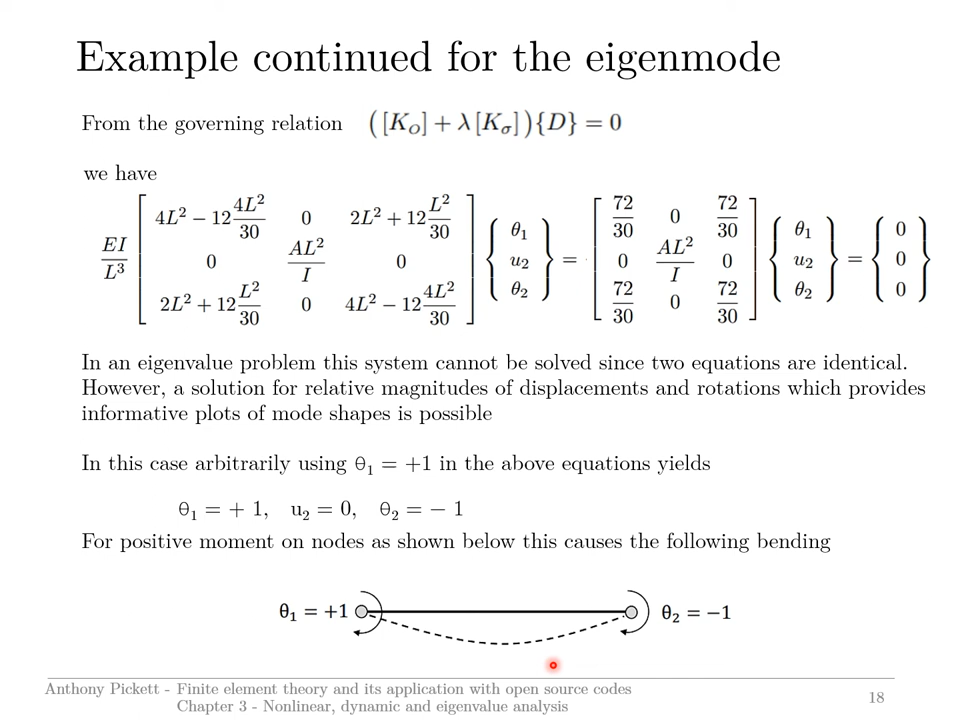 Example continued for the eigenmode
From the governing relation ([K_O] + λ [K_σ]){D} = 0
we have
EI/L³ [ 4L² − 12 4L²/30   0   2L² + 12 L²/30 ; 0   AL²/I   0 ; 2L² + 12 L²/30   0   4L² − 12 4L²/30 ] { θ₁ u₂ θ₂ } = [ 72/30   0   72/30 ; 0   AL²/I   0 ; 72/30   0   72/30 ] { θ₁ u₂ θ₂ } = { 0 0 0 }
In an eigenvalue problem this system cannot be solved since two equations are identical.
However, a solution for relative magnitudes of displacements and rotations which provides
informative plots of mode shapes is possible
In this case arbitrarily using θ₁ = +1 in the above equations yields
θ₁ = + 1, u₂ = 0, θ₂ = − 1
For positive moment on nodes as shown below this causes the following bending
θ₁ = +1 θ₂ = −1
Anthony Pickett - Finite element theory and its application with open source codes
Chapter 3 - Nonlinear, dynamic and eigenvalue analysis
18